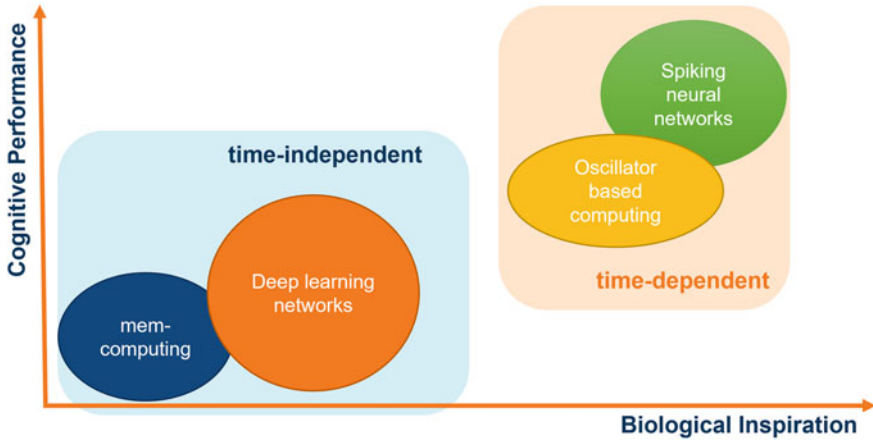 Cognitive Performance
time-independent
mem-
computing
Deep learning
networks
Spiking
neural
networks
Oscillator
based
computing
time-dependent
Biological Inspiration